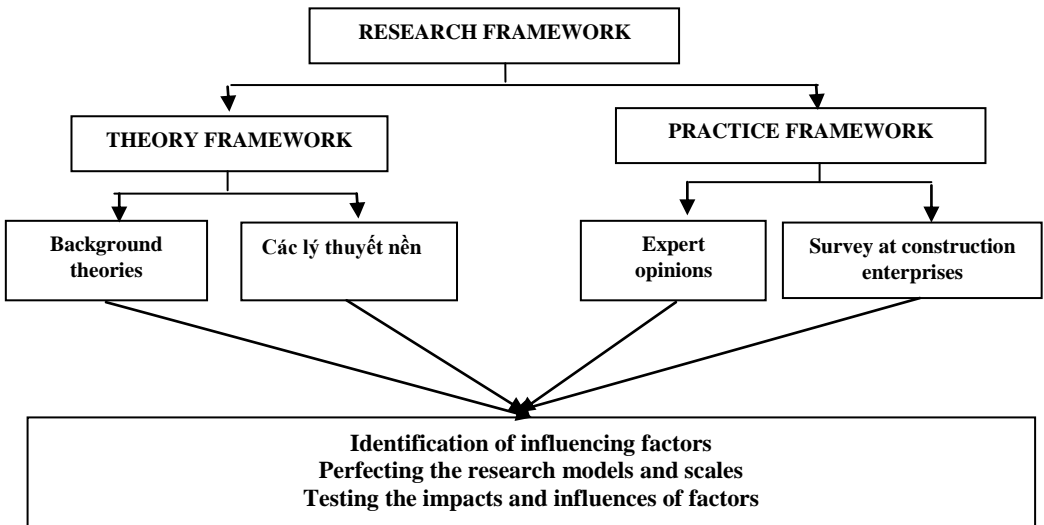 RESEARCH FRAMEWORK
THEORY FRAMEWORK
PRACTICE FRAMEWORK
Background
theories
Các lý thuyết nền
Expert
opinions
Survey at construction
enterprises
Identification of influencing factors
Perfecting the research models and scales
Testing the impacts and influences of factors